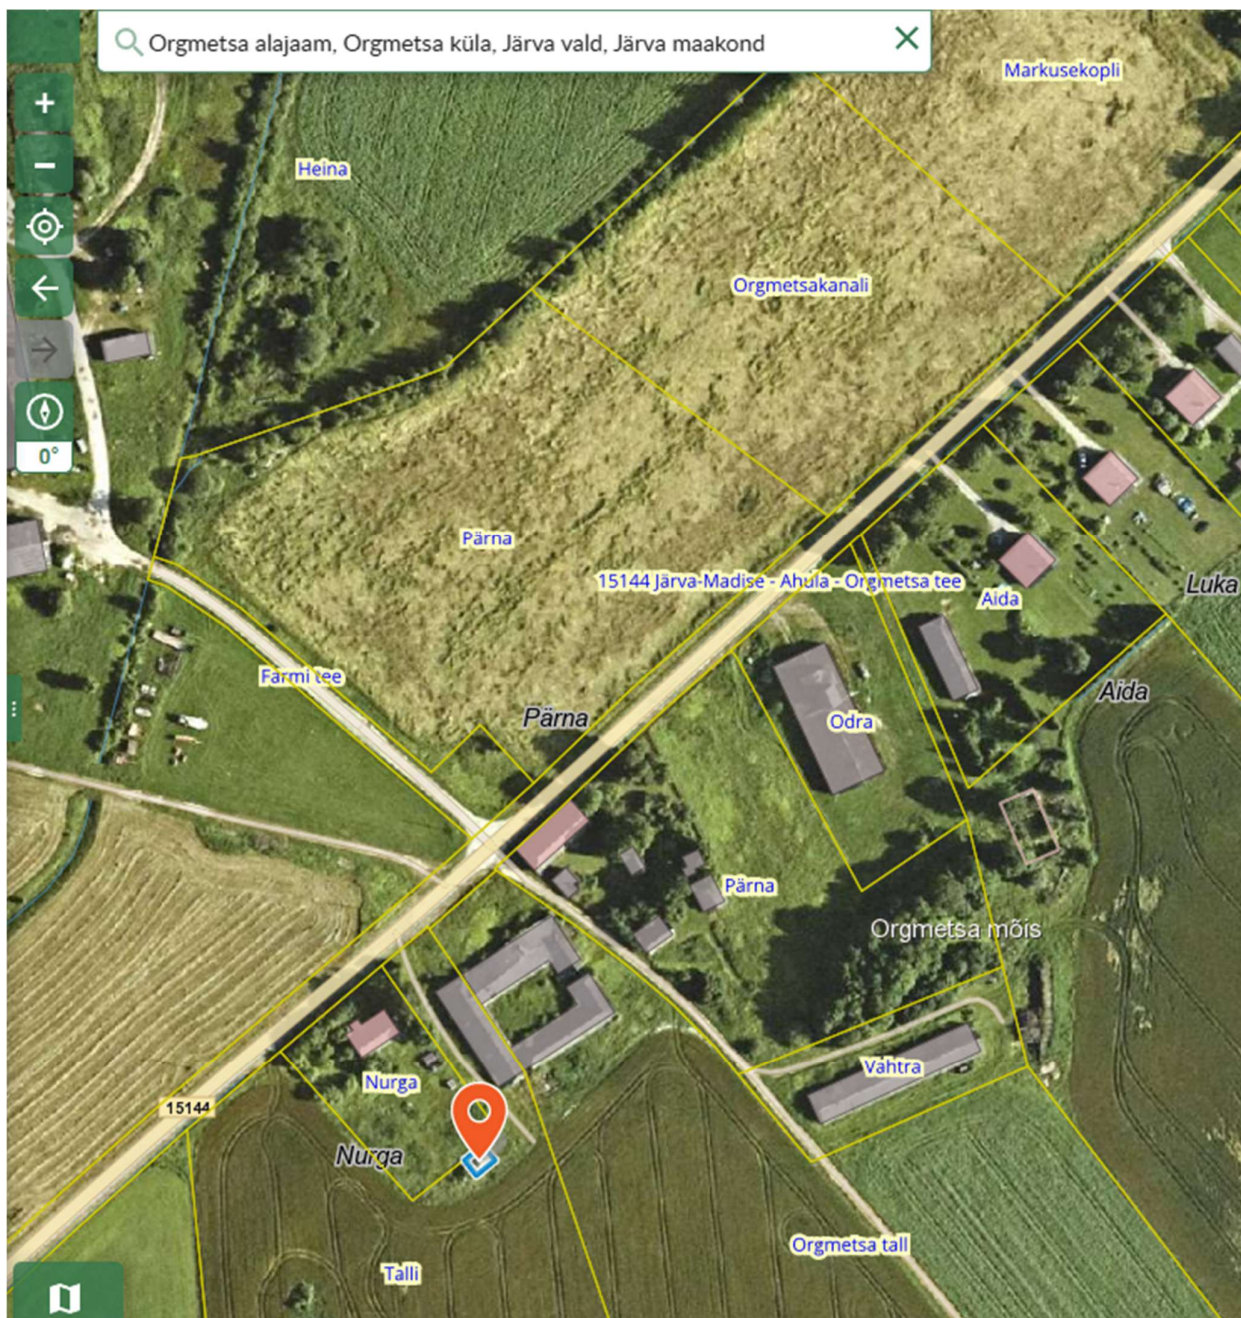 Orgmetsa alajaam, Orgmetsa küla, Järva vald, Järva maakond
Markusekopli
Heina
Orgmetsakanali
0°
Pärna
15144 Järva-Madise - Ahula - Orgmetsa tee
Aida
Luka
Farmi tee
Aida
Pärna
Odra
Pärna
Orgmetsa mõis
Vahtra
Nurga
15144
Nurga
Orgmetsa tall
Talli